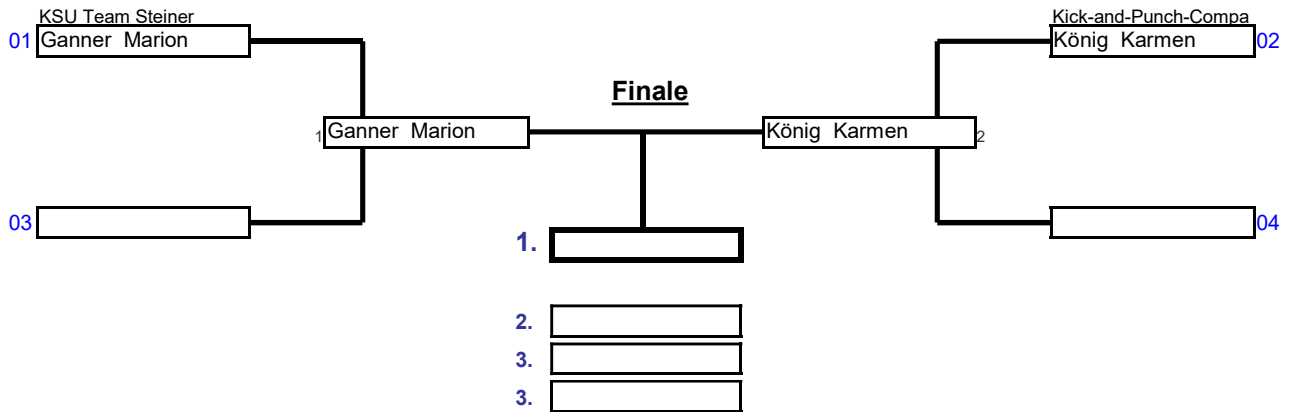 KSU Team Steiner
Kick-and-Punch-Compa
01 Ganner Marion
König Karmen 02
Finale
1 Ganner Marion
König Karmen 2
03
04
1.
2.
3.
3.